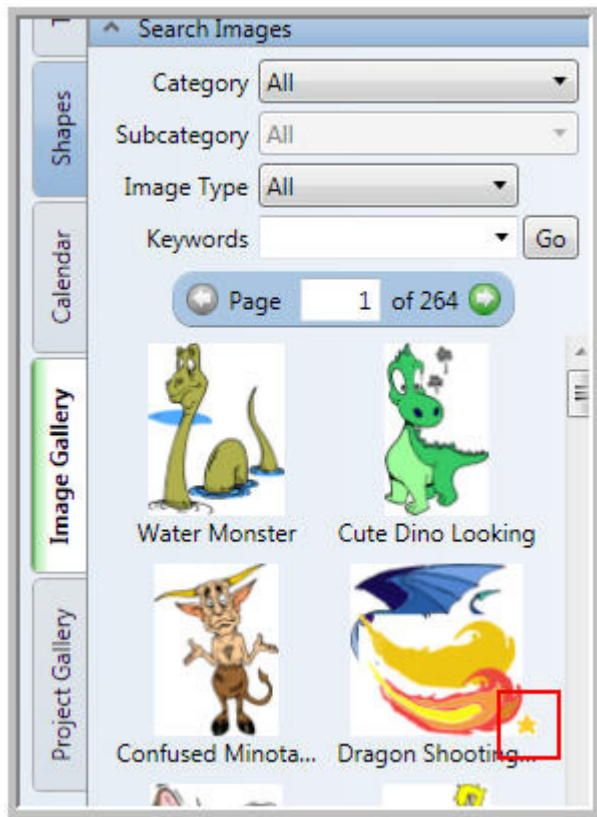 Search Images
Category All
Subcategory All
Image Type All
Keywords
Go
Page 1 of 264
Water Monster
Cute Dino Looking
Confused Minota...
Dragon Shooting...
Shapes
Calendar
Image Gallery
Project Gallery